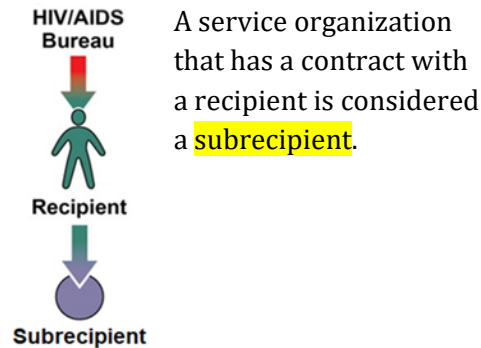 HIV/AIDS
Bureau
Recipient
Subrecipient
A service organization
that has a contract with
a recipient is considered
a subrecipient.